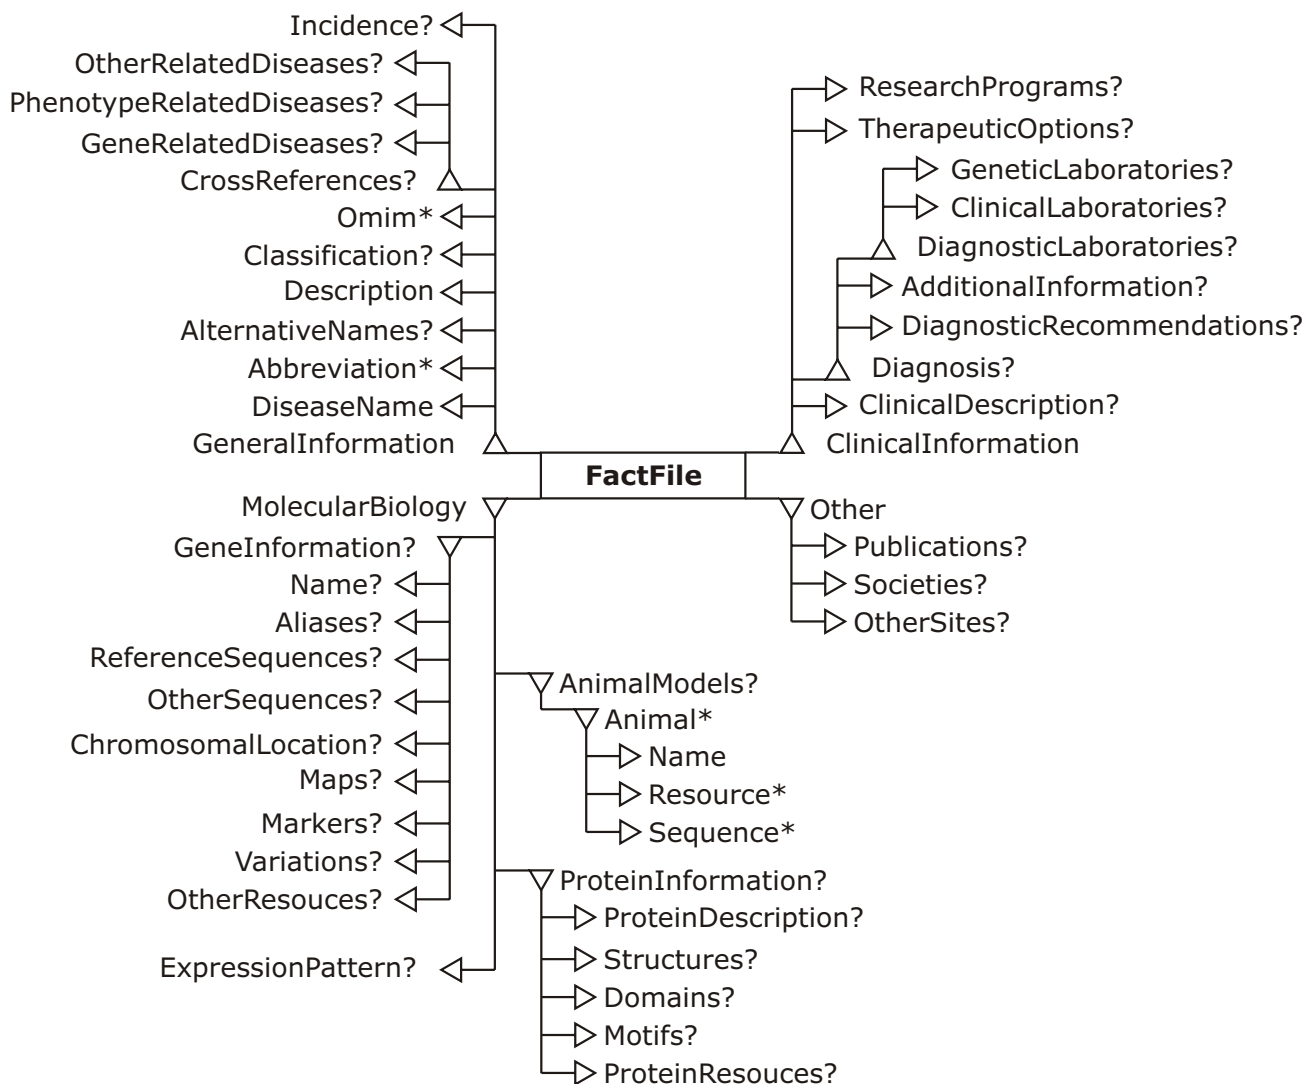 Incidence?
OtherRelatedDiseases?
PhenotypeRelatedDiseases?
GeneRelatedDiseases?
CrossReferences?
Omim*
Classification?
Description
AlternativeNames?
Abbreviation*
DiseaseName
GeneralInformation
ResearchPrograms?
TherapeuticOptions?
GeneticLaboratories?
ClinicalLaboratories?
DiagnosticLaboratories?
AdditionalInformation?
DiagnosticRecommendations?
Diagnosis?
ClinicalDescription?
ClinicalInformation
FactFile
MolecularBiology
GeneInformation?
Name?
Aliases?
ReferenceSequences?
OtherSequences?
ChromosomalLocation?
Maps?
Markers?
Variations?
OtherResouces?
ExpressionPattern?
Other
Publications?
Societies?
OtherSites?
AnimalModels?
Animal*
Name
Resource*
Sequence*
ProteinInformation?
ProteinDescription?
Structures?
Domains?
Motifs?
ProteinResouces?